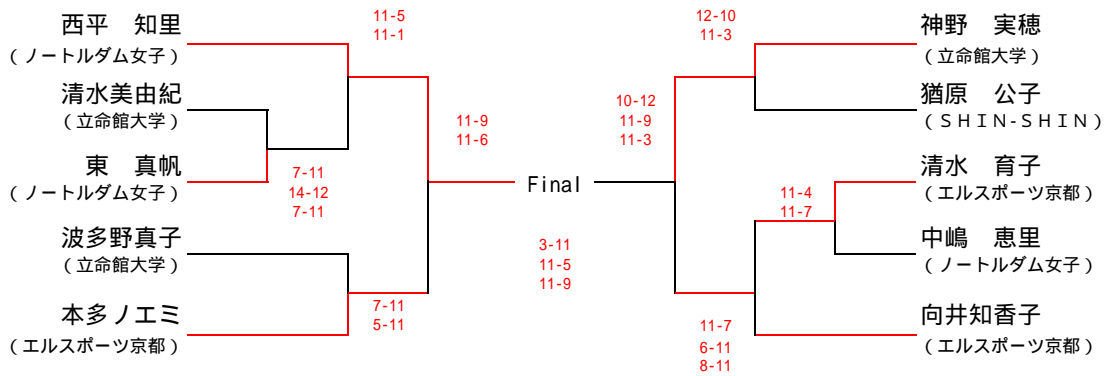 西平　知里
(ノートルダム女子)
清水美由紀
(立命館大学)
東　真帆
(ノートルダム女子)
波多野真子
(立命館大学)
本多ノエミ
(エルスポーツ京都)
11-5
11-1
7-11
14-12
7-11
7-11
5-11
11-9
11-6
Final
3-11
11-5
11-9
12-10
11-3
10-12
11-9
11-3
11-4
11-7
11-7
6-11
8-11
神野　実穂
(立命館大学)
猶原　公子
(ＳＨＩＮ-ＳＨＩＮ)
清水　育子
(エルスポーツ京都)
中嶋　恵里
(ノートルダム女子)
向井知香子
(エルスポーツ京都)